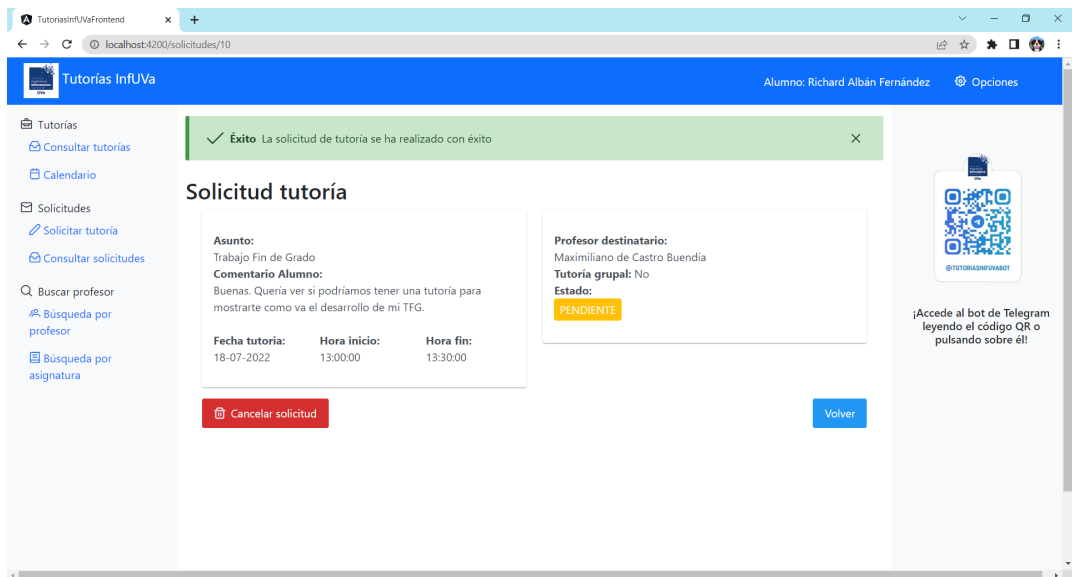 TutoriasInfUVaFrontend
localhost:4200/solicitudes/10
UVa
Tutorías InfUVa
Alumno: Richard Albán Fernández
Opciones
Tutorías
Consultar tutorías
Calendario
Solicitudes
Solicitar tutoría
Consultar solicitudes
Buscar profesor
Búsqueda por
profesor
Búsqueda por
asignatura
Éxito La solicitud de tutoría se ha realizado con éxito
Solicitud tutoría
Asunto:
Trabajo Fin de Grado
Comentario Alumno:
Buenas. Quería ver si podríamos tener una tutoría para
mostrarte como va el desarrollo de mi TFG.
Fecha tutoria: Hora inicio: Hora fin:
18-07-2022 13:00:00 13:30:00
Profesor destinatario:
Maximiliano de Castro Buendía
Tutoría grupal: No
Estado:
PENDIENTE
Cancelar solicitud
Volver
@TUTORIASINFUVABOT
¡Accede al bot de Telegram
leyendo el código QR o
pulsando sobre él!